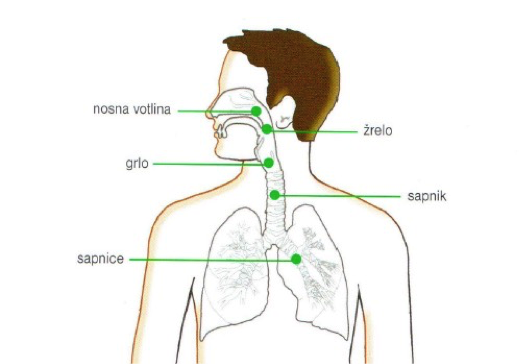 nosna votlina
žrelo
grlo
sapnik
sapnice